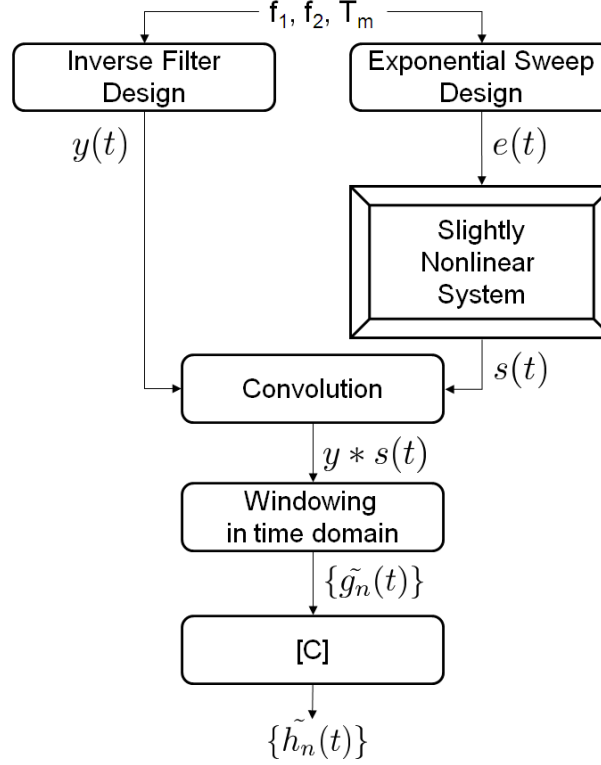 f₁, f₂, Tₘ
Inverse Filter
Design
Exponential Sweep
Design
y(t)
e(t)
Slightly
Nonlinear
System
s(t)
Convolution
y ∗ s(t)
Windowing
in time domain
{g̃ₙ(t)}
[C]
{h̃ₙ(t)}